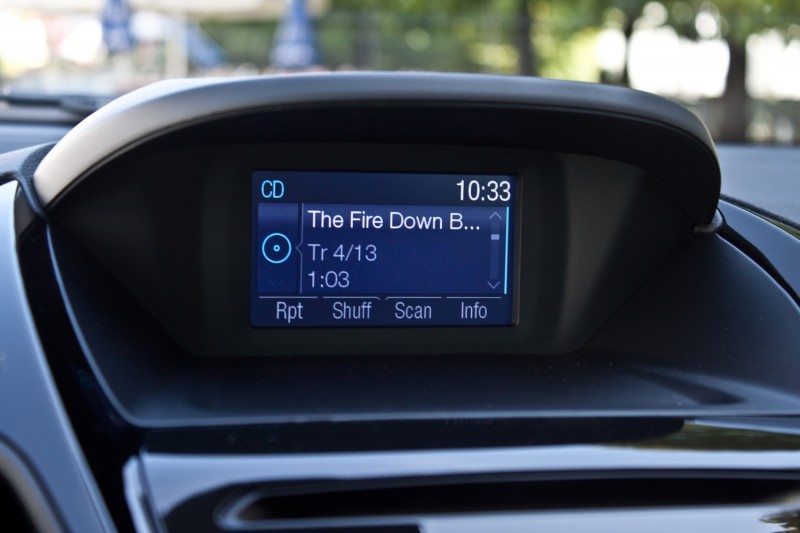 CD 10:33
The Fire Down B...
Tr 4/13
1:03
Rpt Shuff Scan Info